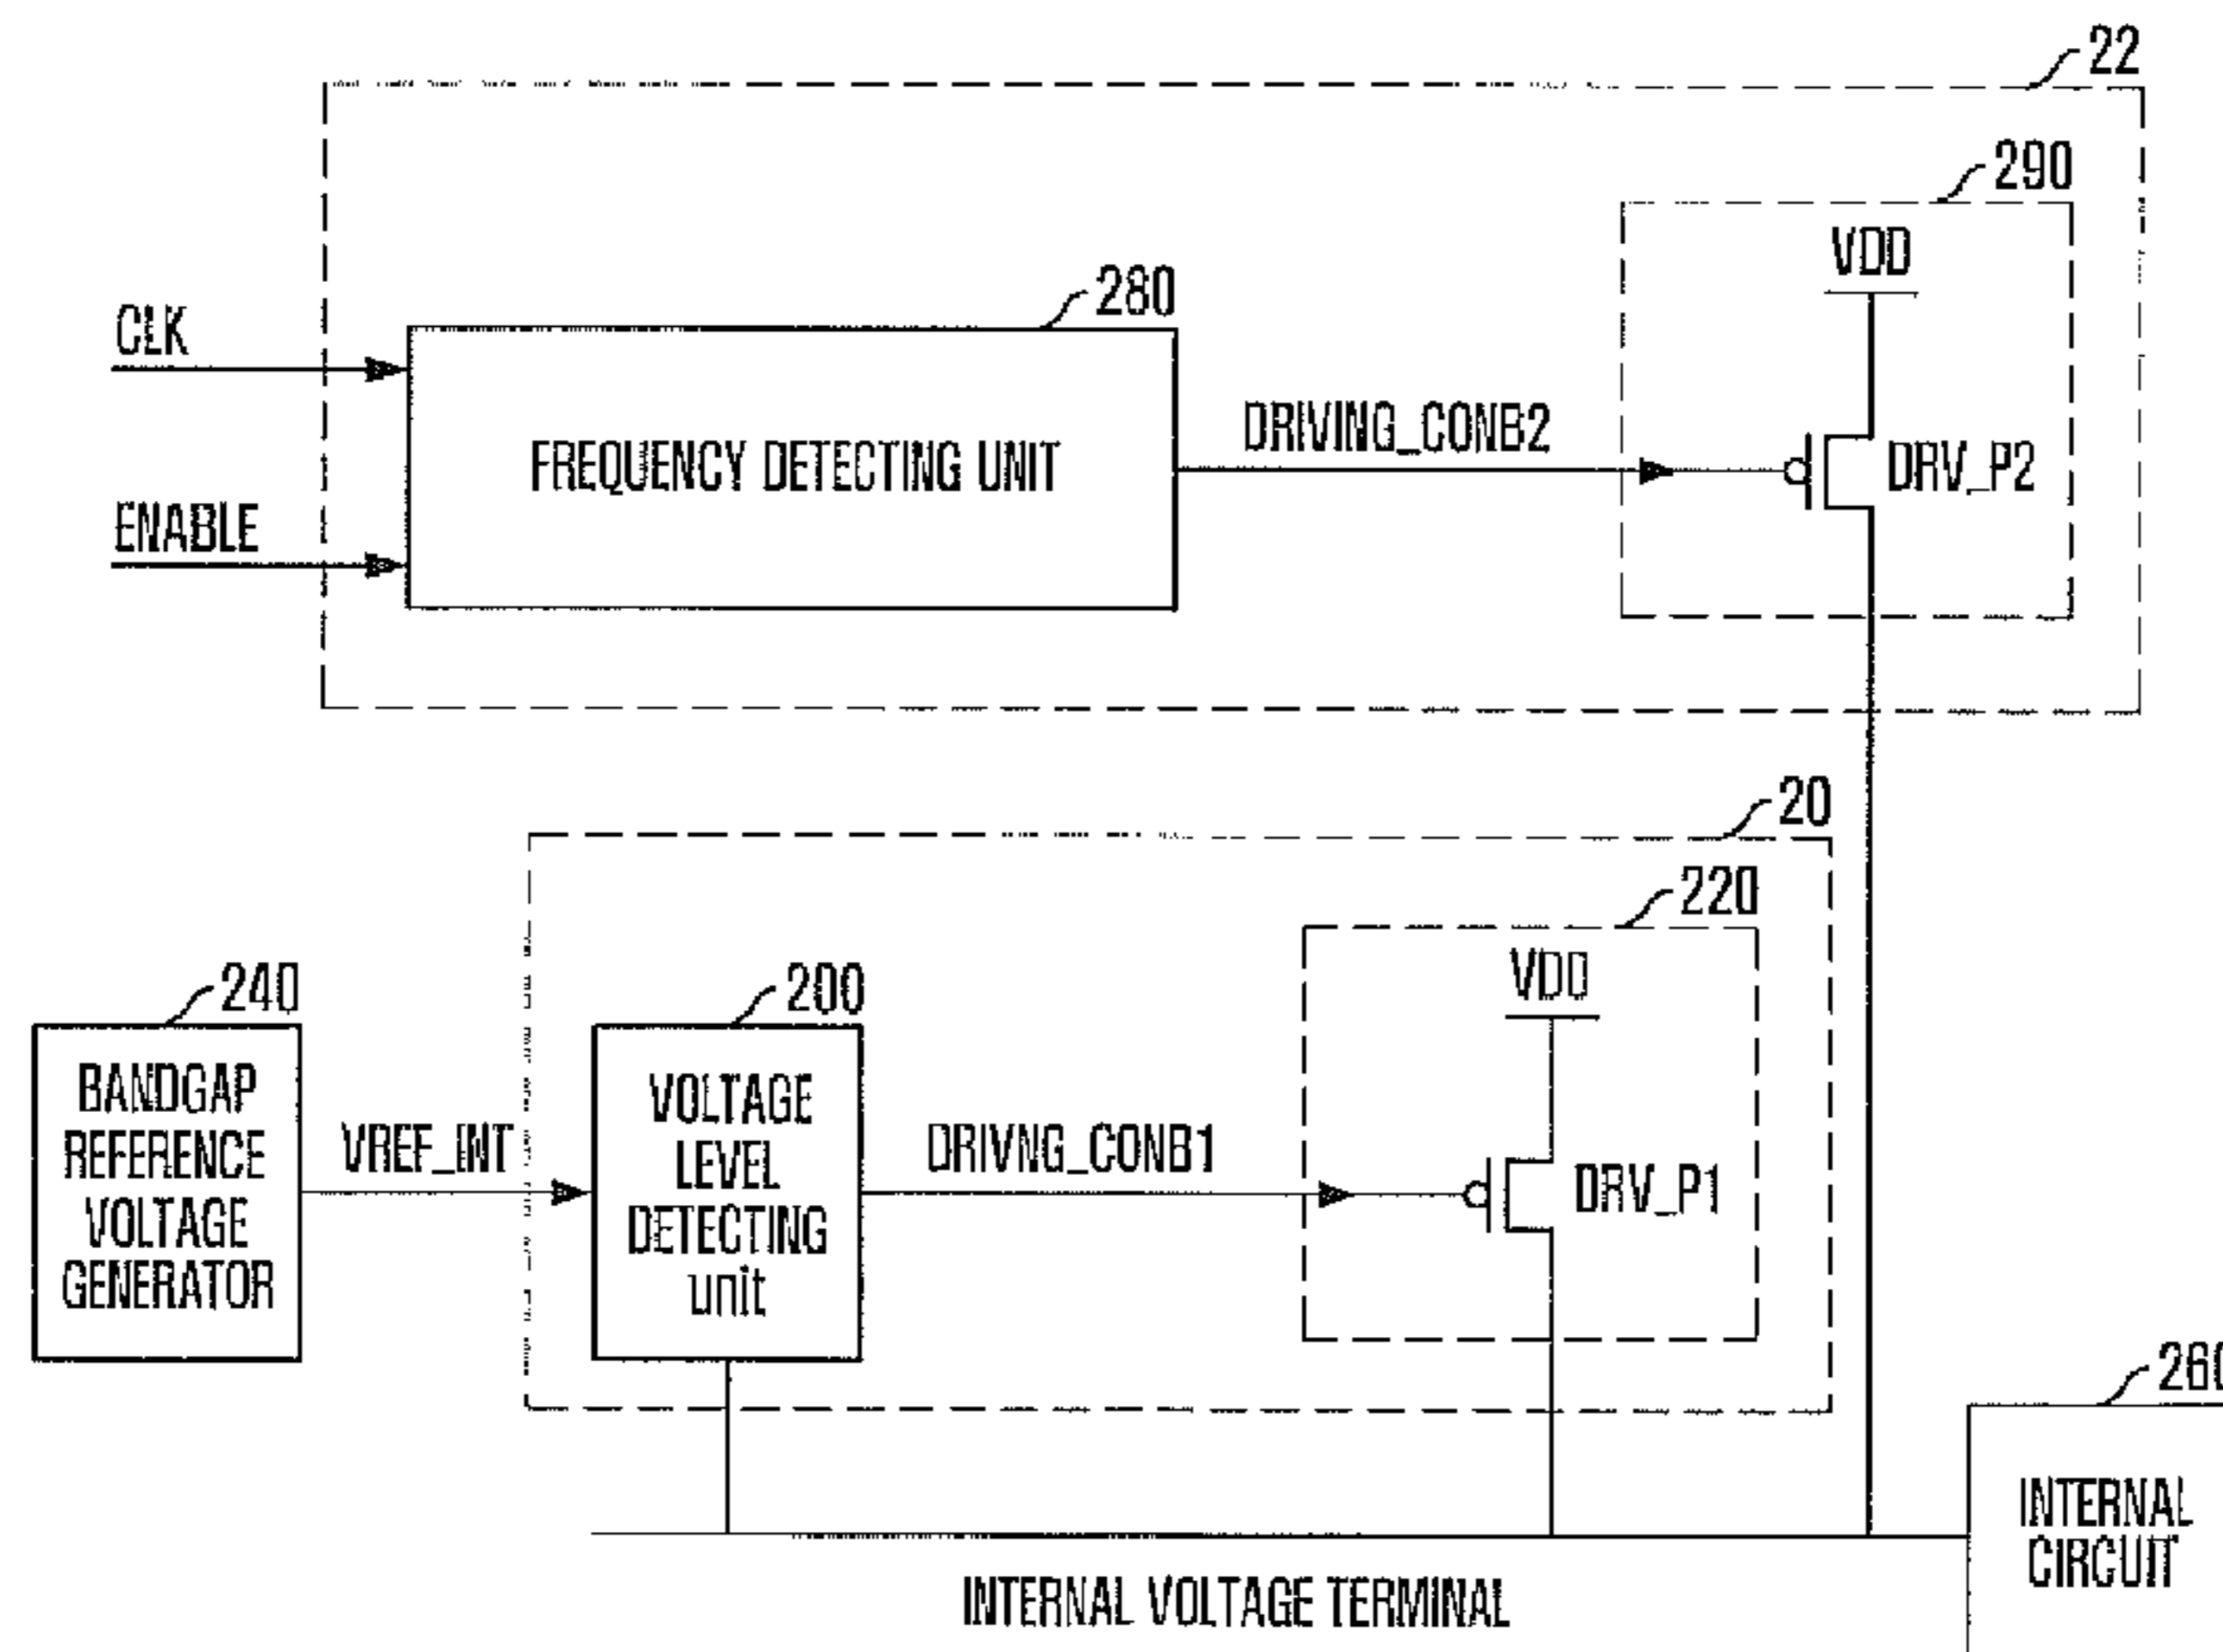 22
290
VDD
280
CLK
FREQUENCY DETECTING UNIT
DRIVING_CONB2
DRV_P2
ENABLE
20
220
VDD
240
200
BANDGAP
REFERENCE
VOLTAGE
GENERATOR
VREF_INT
VOLTAGE
LEVEL
DETECTING
unit
DRIVNG_CONB1
DRV_P1
260
INTERNAL
CIRCUIT
INTERNAL VOLTAGE TERMINAL